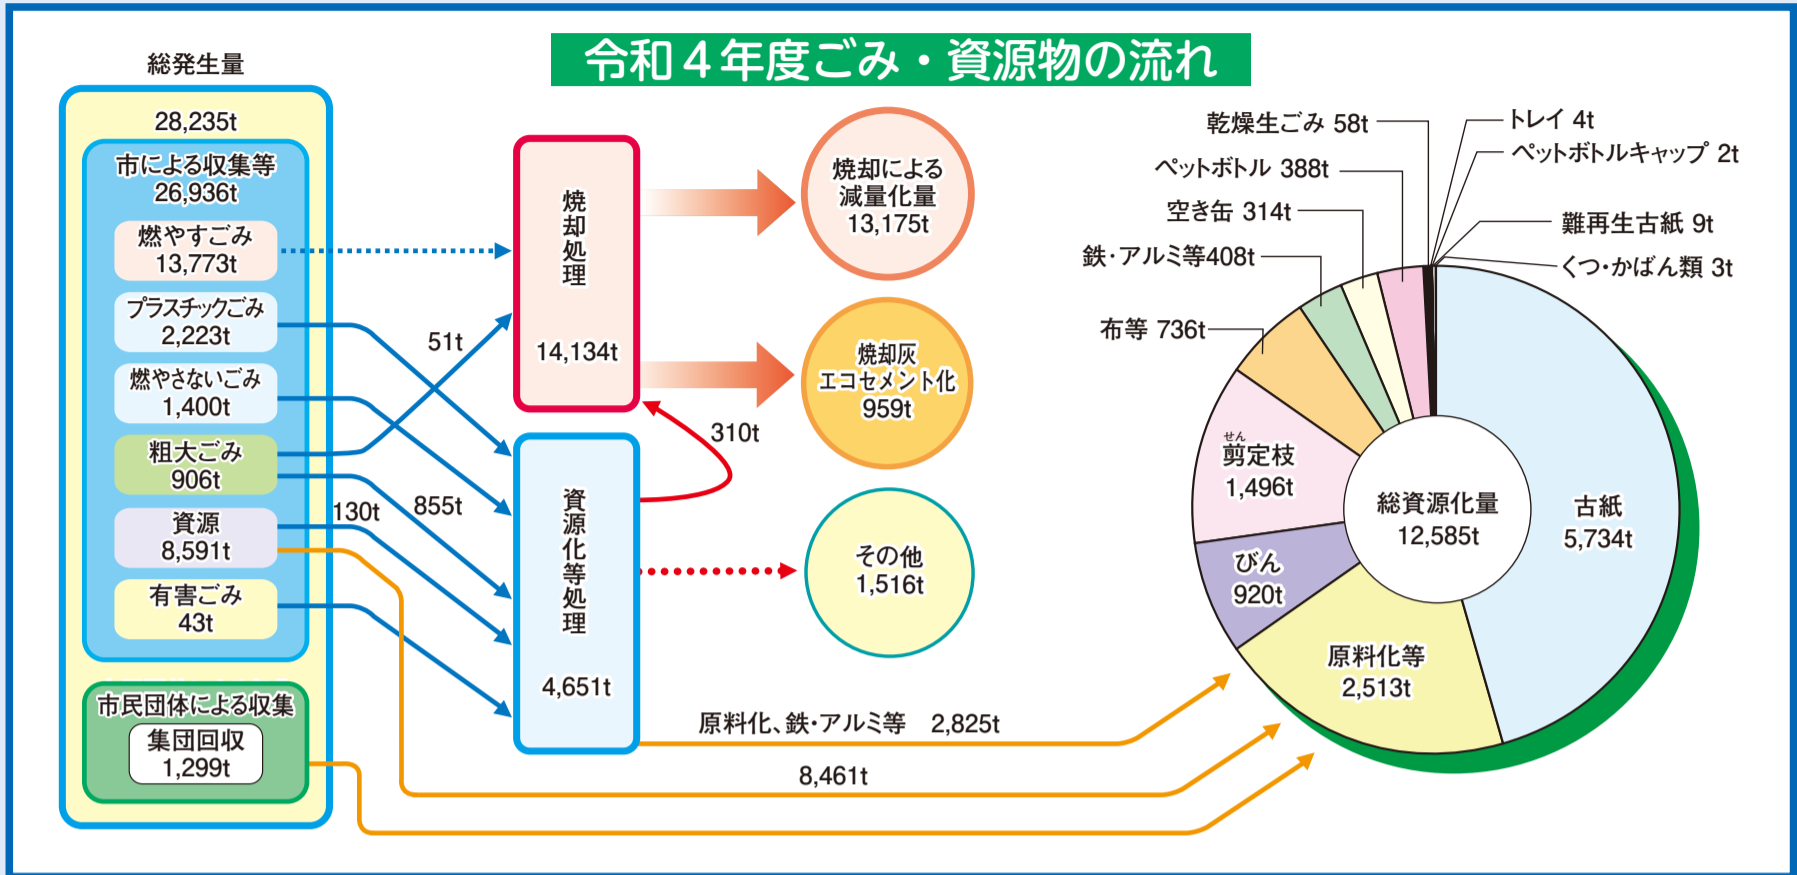 令和４年度ごみ・資源物の流れ
総発生量
28,235t
市による収集等
26,936t
燃やすごみ
13,773t
プラスチックごみ
2,223t
燃やさないごみ
1,400t
粗大ごみ
906t
資源
8,591t
有害ごみ
43t
市民団体による収集
集団回収
1,299t
51t
130t
855t
焼却処理
14,134t
310t
資源化等処理
4,651t
焼却による
減量化量
13,175t
焼却灰
エコセメント化
959t
その他
1,516t
原料化、鉄・アルミ等 2,825t
8,461t
乾燥生ごみ 58t
ペットボトル 388t
空き缶 314t
鉄・アルミ等408t
布等 736t
トレイ 4t
ペットボトルキャップ 2t
難再生古紙 9t
くつ・かばん類 3t
せん
剪定枝
1,496t
びん
920t
原料化等
2,513t
古紙
5,734t
総資源化量
12,585t